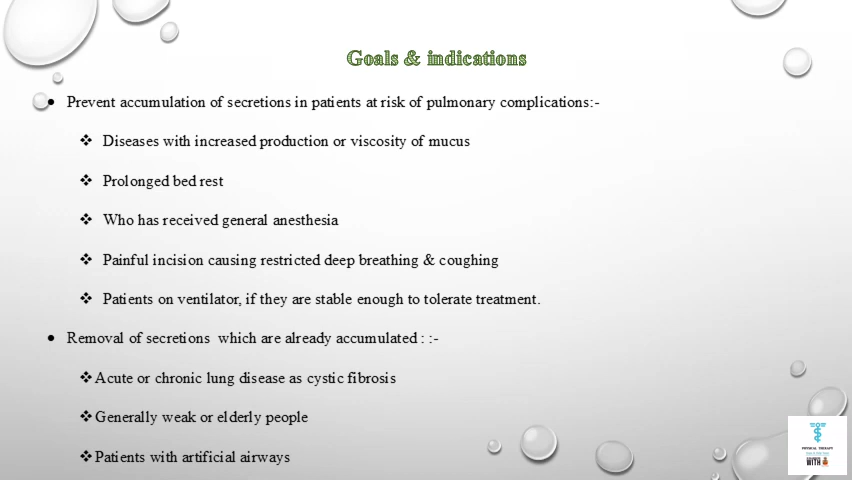 Goals & indications
• Prevent accumulation of secretions in patients at risk of pulmonary complications:-
❖ Diseases with increased production or viscosity of mucus
❖ Prolonged bed rest
❖ Who has received general anesthesia
❖ Painful incision causing restricted deep breathing & coughing
❖ Patients on ventilator, if they are stable enough to tolerate treatment.
• Removal of secretions which are already accumulated : :-
❖Acute or chronic lung disease as cystic fibrosis
❖Generally weak or elderly people
❖Patients with artificial airways
PHYSICAL THERAPY
WITH